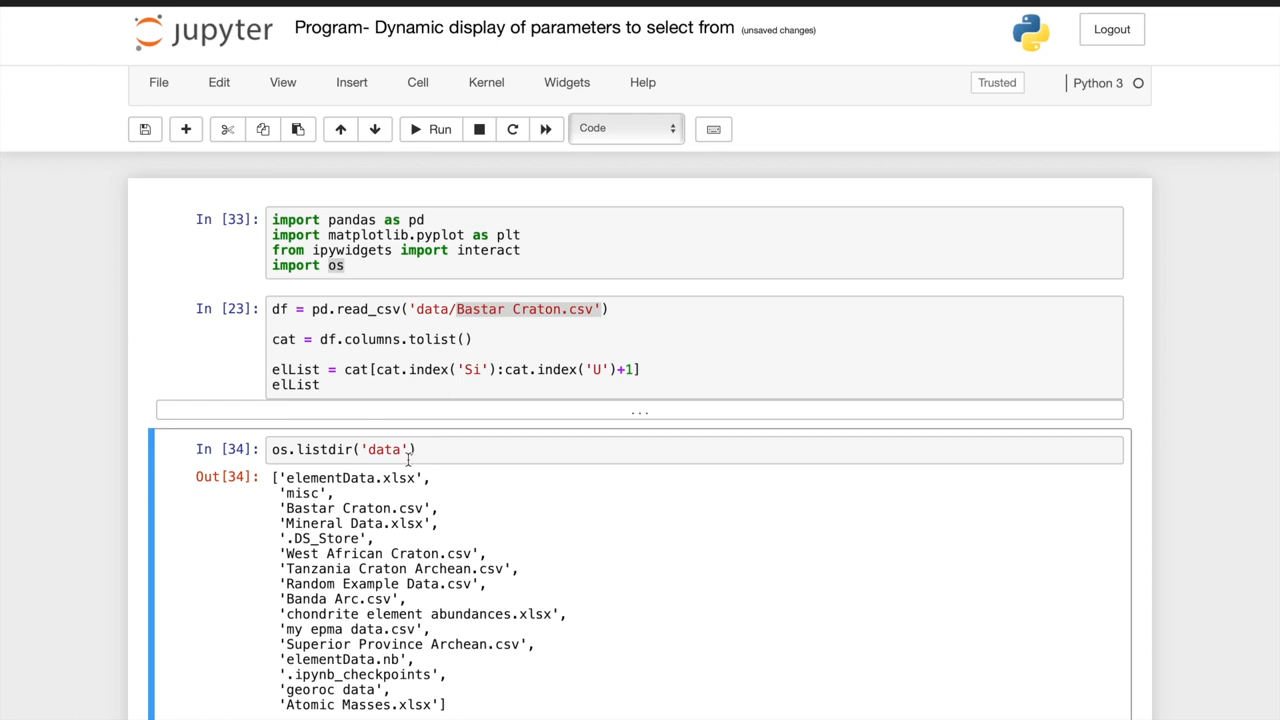 jupyter Program- Dynamic display of parameters to select from (unsaved changes) Logout
File Edit View Insert Cell Kernel Widgets Help Trusted Python 3
Run Code
In [33]: import pandas as pd
import matplotlib.pyplot as plt
from ipywidgets import interact
import os
In [23]: df = pd.read_csv('data/Bastar Craton.csv')
cat = df.columns.tolist()
elList = cat[cat.index('Si'):cat.index('U')+1]
elList
...
In [34]: os.listdir('data')
Out[34]: ['elementData.xlsx',
'misc',
'Bastar Craton.csv',
'Mineral Data.xlsx',
'.DS_Store',
'West African Craton.csv',
'Tanzania Craton Archean.csv',
'Random Example Data.csv',
'Banda Arc.csv',
'chondrite element abundances.xlsx',
'my epma data.csv',
'Superior Province Archean.csv',
'elementData.nb',
'.ipynb_checkpoints',
'georoc data',
'Atomic Masses.xlsx']